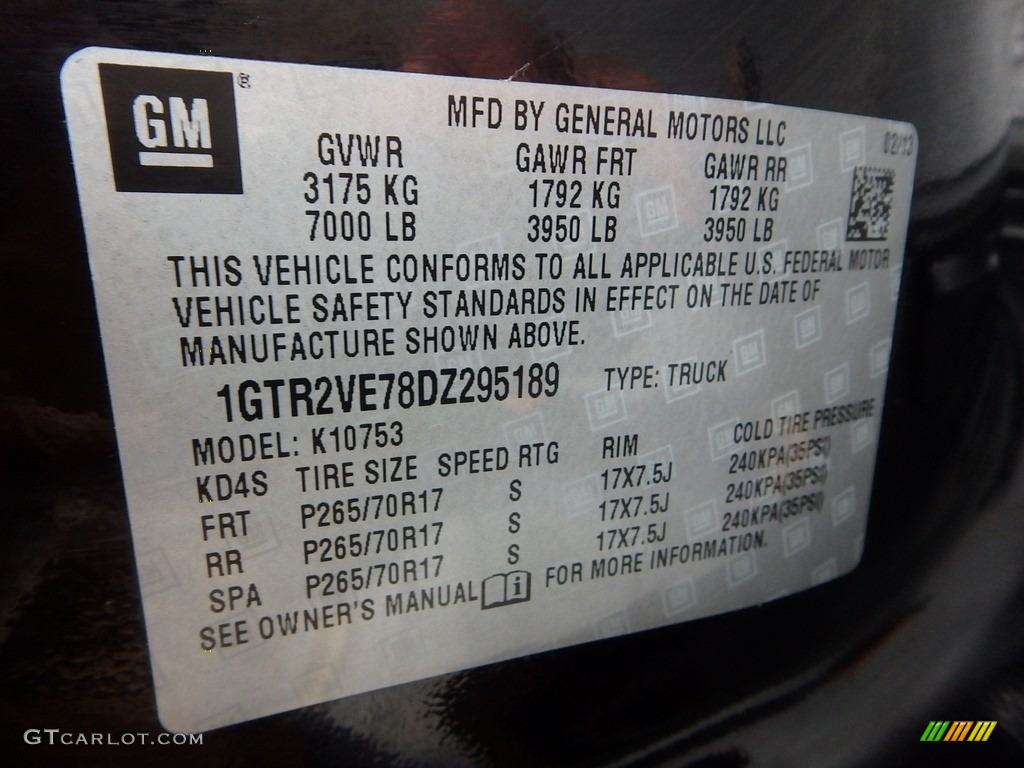 GM®
MFD BY GENERAL MOTORS LLC 02/13
GVWR GAWR FRT GAWR RR
3175 KG 1792 KG 1792 KG
7000 LB 3950 LB 3950 LB
THIS VEHICLE CONFORMS TO ALL APPLICABLE U.S. FEDERAL MOTOR
VEHICLE SAFETY STANDARDS IN EFFECT ON THE DATE OF
MANUFACTURE SHOWN ABOVE.
1GTR2VE78DZ295189 TYPE: TRUCK
MODEL: K10753
KD4S TIRE SIZE SPEED RTG RIM COLD TIRE PRESSURE
FRT P265/70R17 S 17X7.5J 240KPA(35PSI)
RR P265/70R17 S 17X7.5J 240KPA(35PSI)
SPA P265/70R17 S 17X7.5J 240KPA(35PSI)
SEE OWNER'S MANUAL i FOR MORE INFORMATION.
GTCARLOT.COM